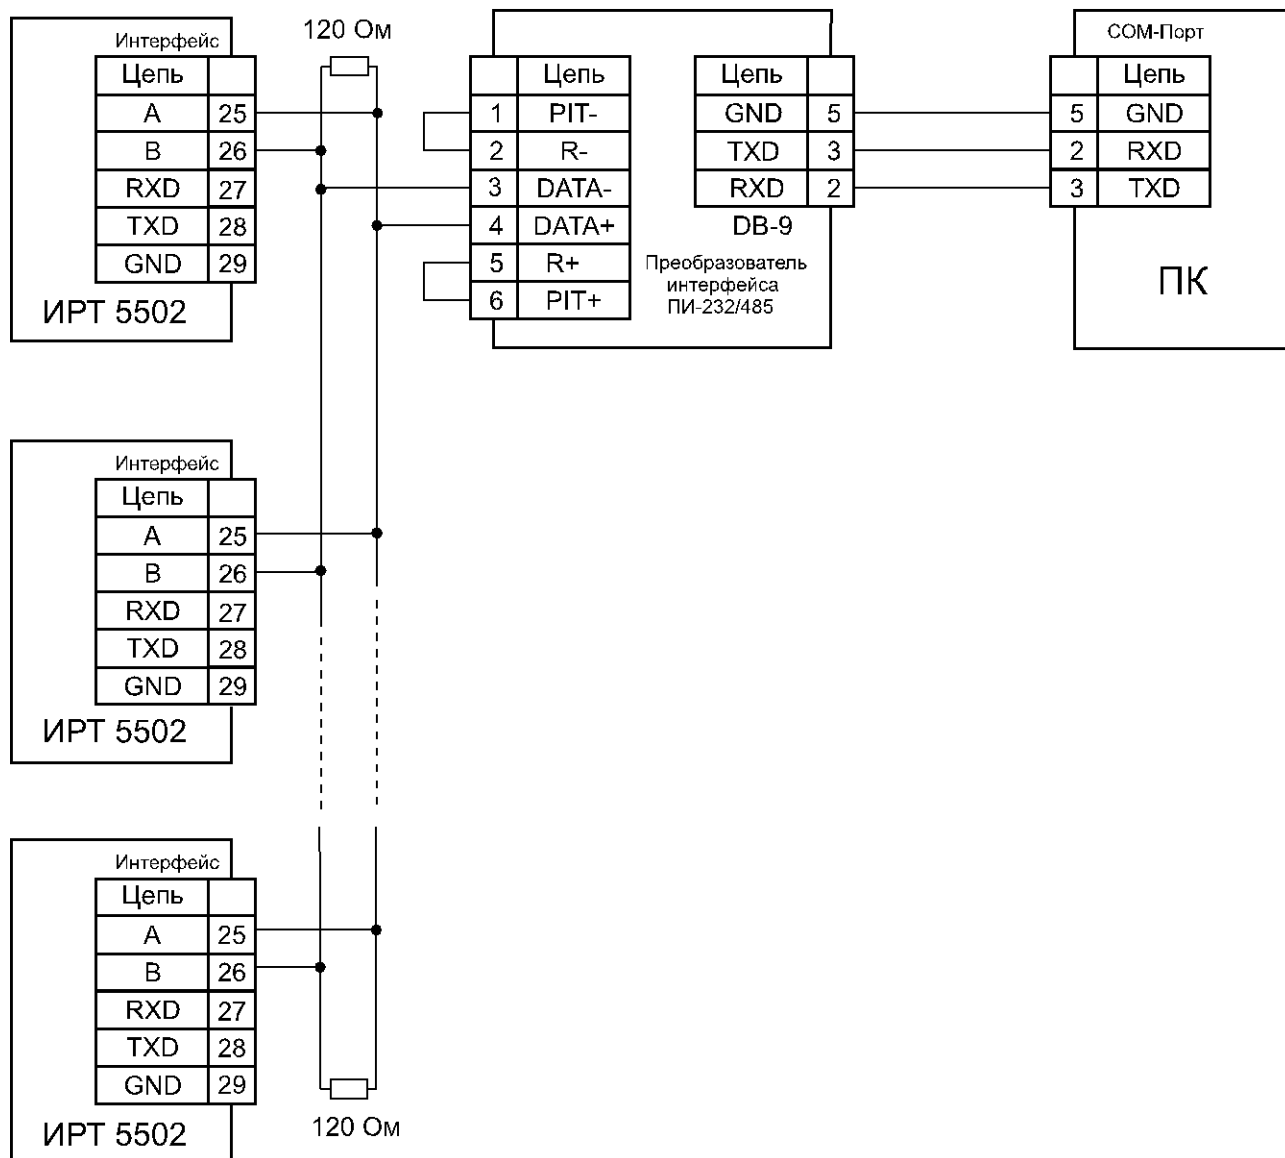 Интерфейс
Цепь
A 25
B 26
RXD 27
TXD 28
GND 29
ИРТ 5502
120 Ом
Цепь
1 PIT-
2 R-
3 DATA-
4 DATA+
5 R+
6 PIT+
Цепь
GND 5
TXD 3
RXD 2
DB-9
Преобразователь
интерфейса
ПИ-232/485
COM-Порт
Цепь
5 GND
2 RXD
3 TXD
ПК
Интерфейс
Цепь
A 25
B 26
RXD 27
TXD 28
GND 29
ИРТ 5502
Интерфейс
Цепь
A 25
B 26
RXD 27
TXD 28
GND 29
ИРТ 5502
120 Ом